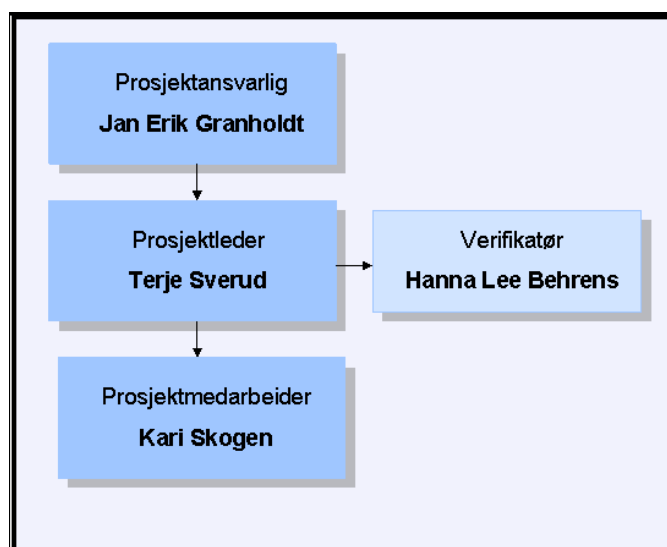 Prosjektansvarlig
Jan Erik Granholdt
Prosjektleder
Terje Sverud
Verifikatør
Hanna Lee Behrens
Prosjektmedarbeider
Kari Skogen